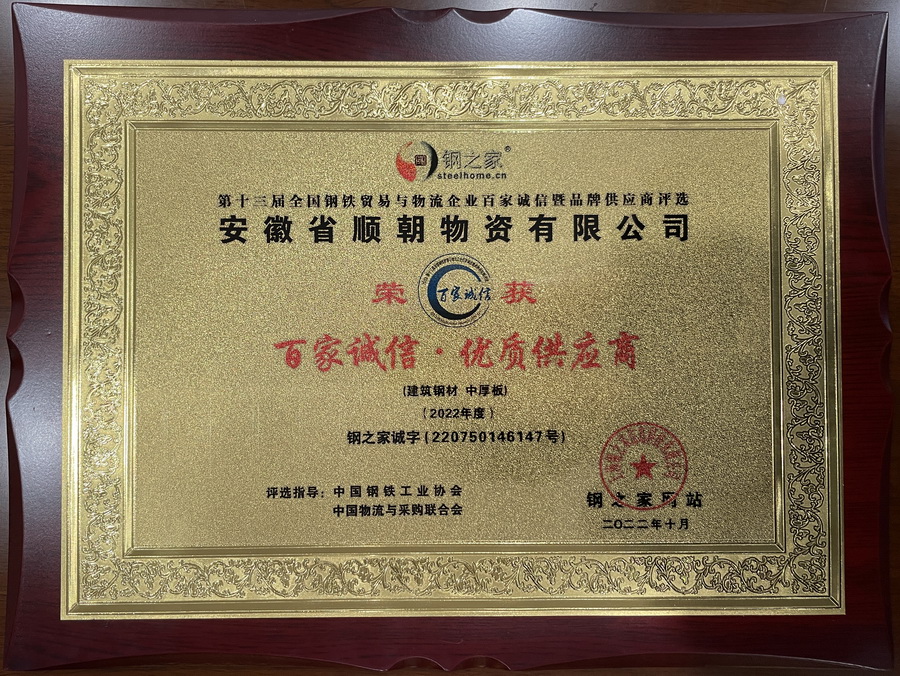 钢之家®
steelhome.cn
第十三届全国钢铁贸易与物流企业百家诚信暨品牌供应商评选
安徽省顺朝物资有限公司
荣 百家诚信 获
百家诚信·优质供应商
(建筑钢材 中厚板)
(2022年度)
钢之家诚字(220750146147号)
评选指导：中国钢铁工业协会
中国物流与采购联合会
钢之家网站
二〇二二年十月